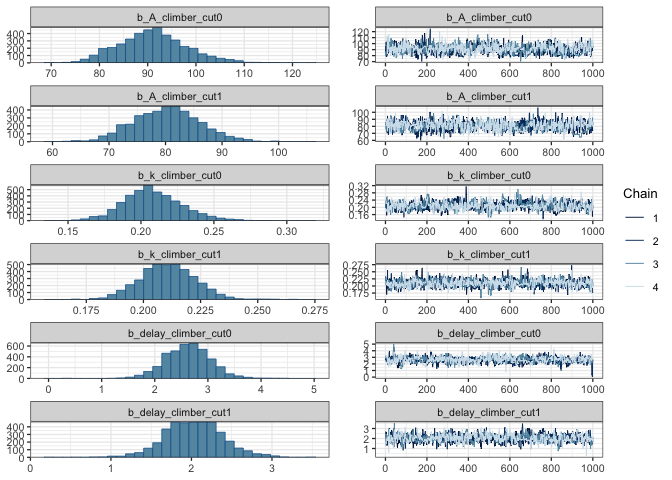 b_A_climber_cut0
400
300
200
100
0
70 80 90 100 110 120
b_A_climber_cut0
120
110
100
90
80
70
0 200 400 600 800 1000
b_A_climber_cut1
400
300
200
100
0
60 70 80 90 100
b_A_climber_cut1
100
90
80
70
60
0 200 400 600 800 1000
b_k_climber_cut0
500
400
300
200
100
0
0.15 0.20 0.25 0.30
b_k_climber_cut0
0.32
0.28
0.24
0.20
0.16
0 200 400 600 800 1000
b_k_climber_cut1
500
400
300
200
100
0
0.175 0.200 0.225 0.250 0.275
b_k_climber_cut1
0.275
0.250
0.225
0.200
0.175
0 200 400 600 800 1000
b_delay_climber_cut0
600
400
200
0
0 1 2 3 4 5
b_delay_climber_cut0
5
4
3
2
1
0
0 200 400 600 800 1000
b_delay_climber_cut1
400
300
200
100
0
0 1 2 3
b_delay_climber_cut1
3
2
1
0 200 400 600 800 1000
Chain
1
2
3
4